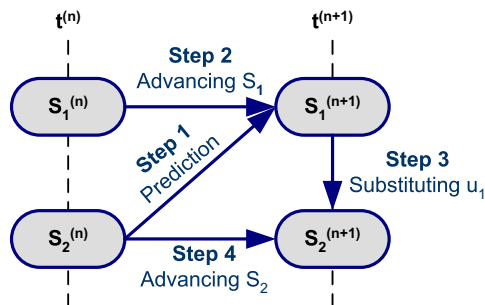 t⁽ⁿ⁾ t⁽ⁿ⁺¹⁾
Step 2
Advancing S₁
S₁⁽ⁿ⁾ S₁⁽ⁿ⁺¹⁾
Step 1
Prediction
Step 3
Substituting u₁
S₂⁽ⁿ⁾ S₂⁽ⁿ⁺¹⁾
Step 4
Advancing S₂